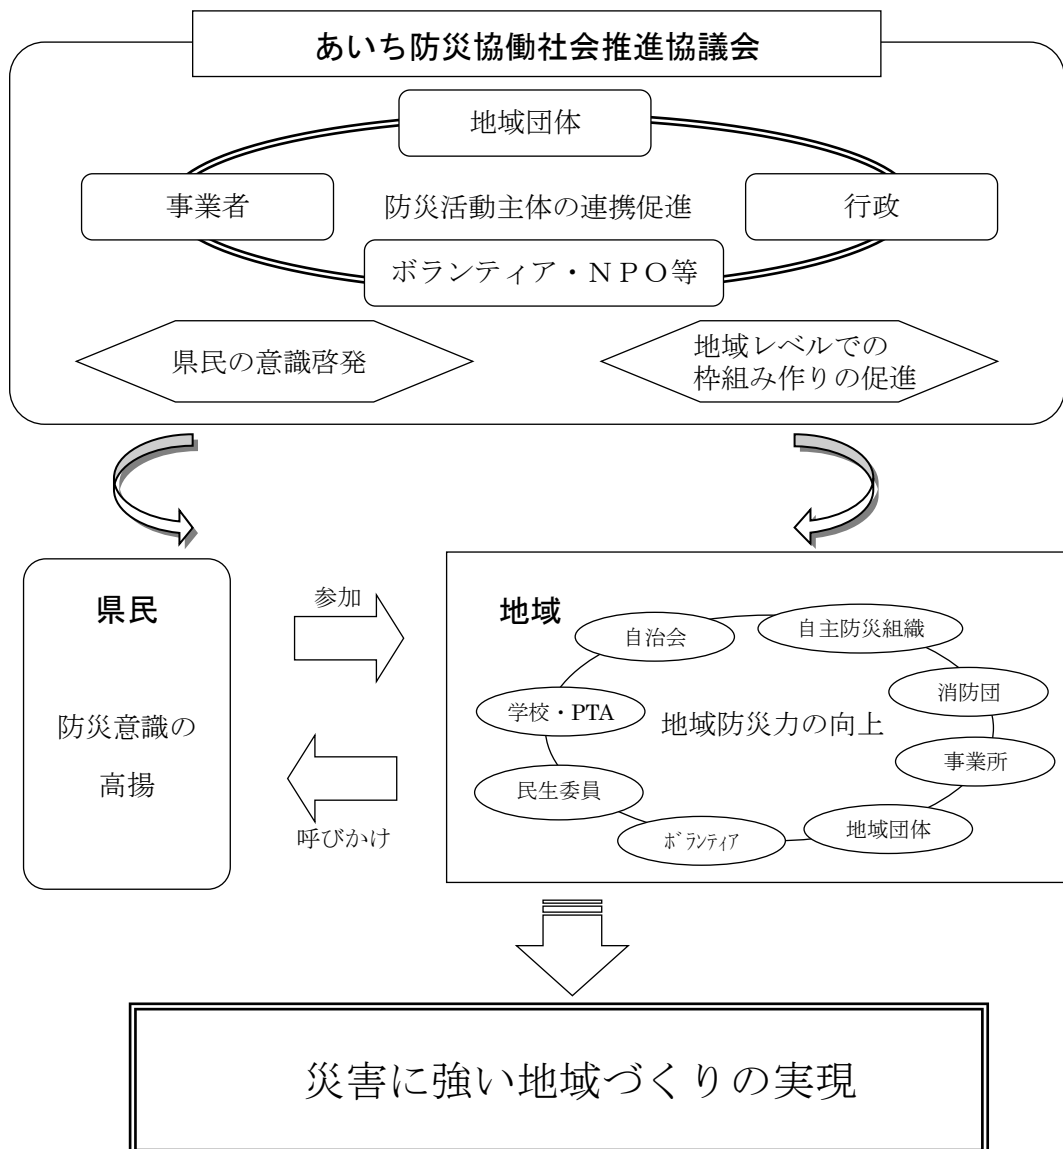 あいち防災協働社会推進協議会
地域団体
事業者
防災活動主体の連携促進
行政
ボランティア・ＮＰＯ等
県民の意識啓発
地域レベルでの
枠組み作りの促進
県民
防災意識の
高揚
参加
呼びかけ
地域
自治会
自主防災組織
学校・PTA
消防団
地域防災力の向上
事業所
民生委員
ﾎﾞﾗﾝﾃｨｱ
地域団体
災害に強い地域づくりの実現